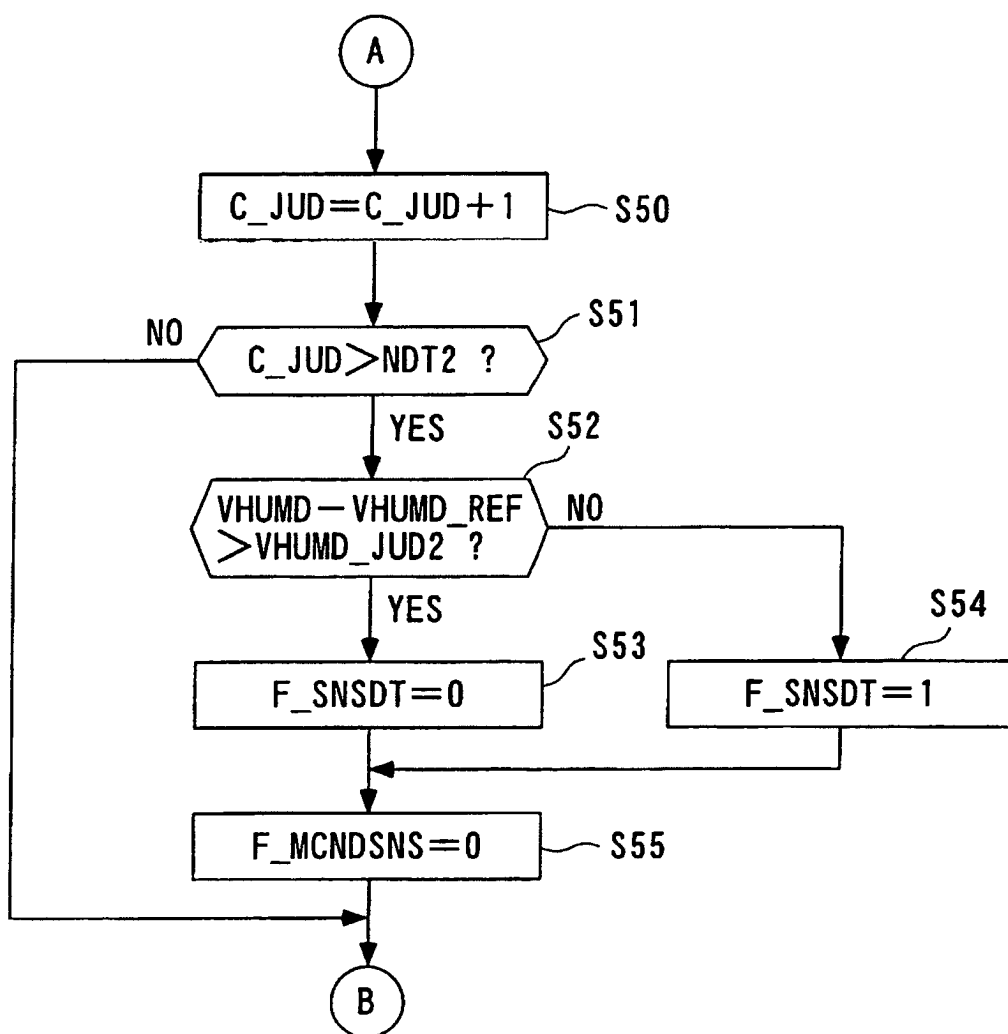 A
C_JUD=C_JUD+1
S50
S51
NO
C_JUD>NDT2 ?
YES
S52
VHUMD-VHUMD_REF
>VHUMD_JUD2 ?
NO
YES
S53
S54
F_SNSDT=0
F_SNSDT=1
F_MCNDSNS=0
S55
B